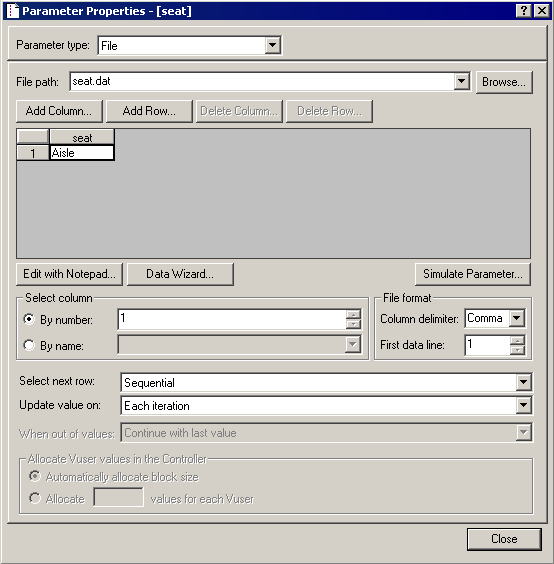 Parameter Properties - [seat]
Parameter type: File
File path: seat.dat Browse...
Add Column... Add Row... Delete Column... Delete Row...
seat
1 Aisle
Edit with Notepad... Data Wizard... Simulate Parameter...
Select column File format
By number: 1 Column delimiter: Comma
By name: First data line: 1
Select next row: Sequential
Update value on: Each iteration
When out of values: Continue with last value
Allocate Vuser values in the Controller
Automatically allocate block size
Allocate values for each Vuser
Close